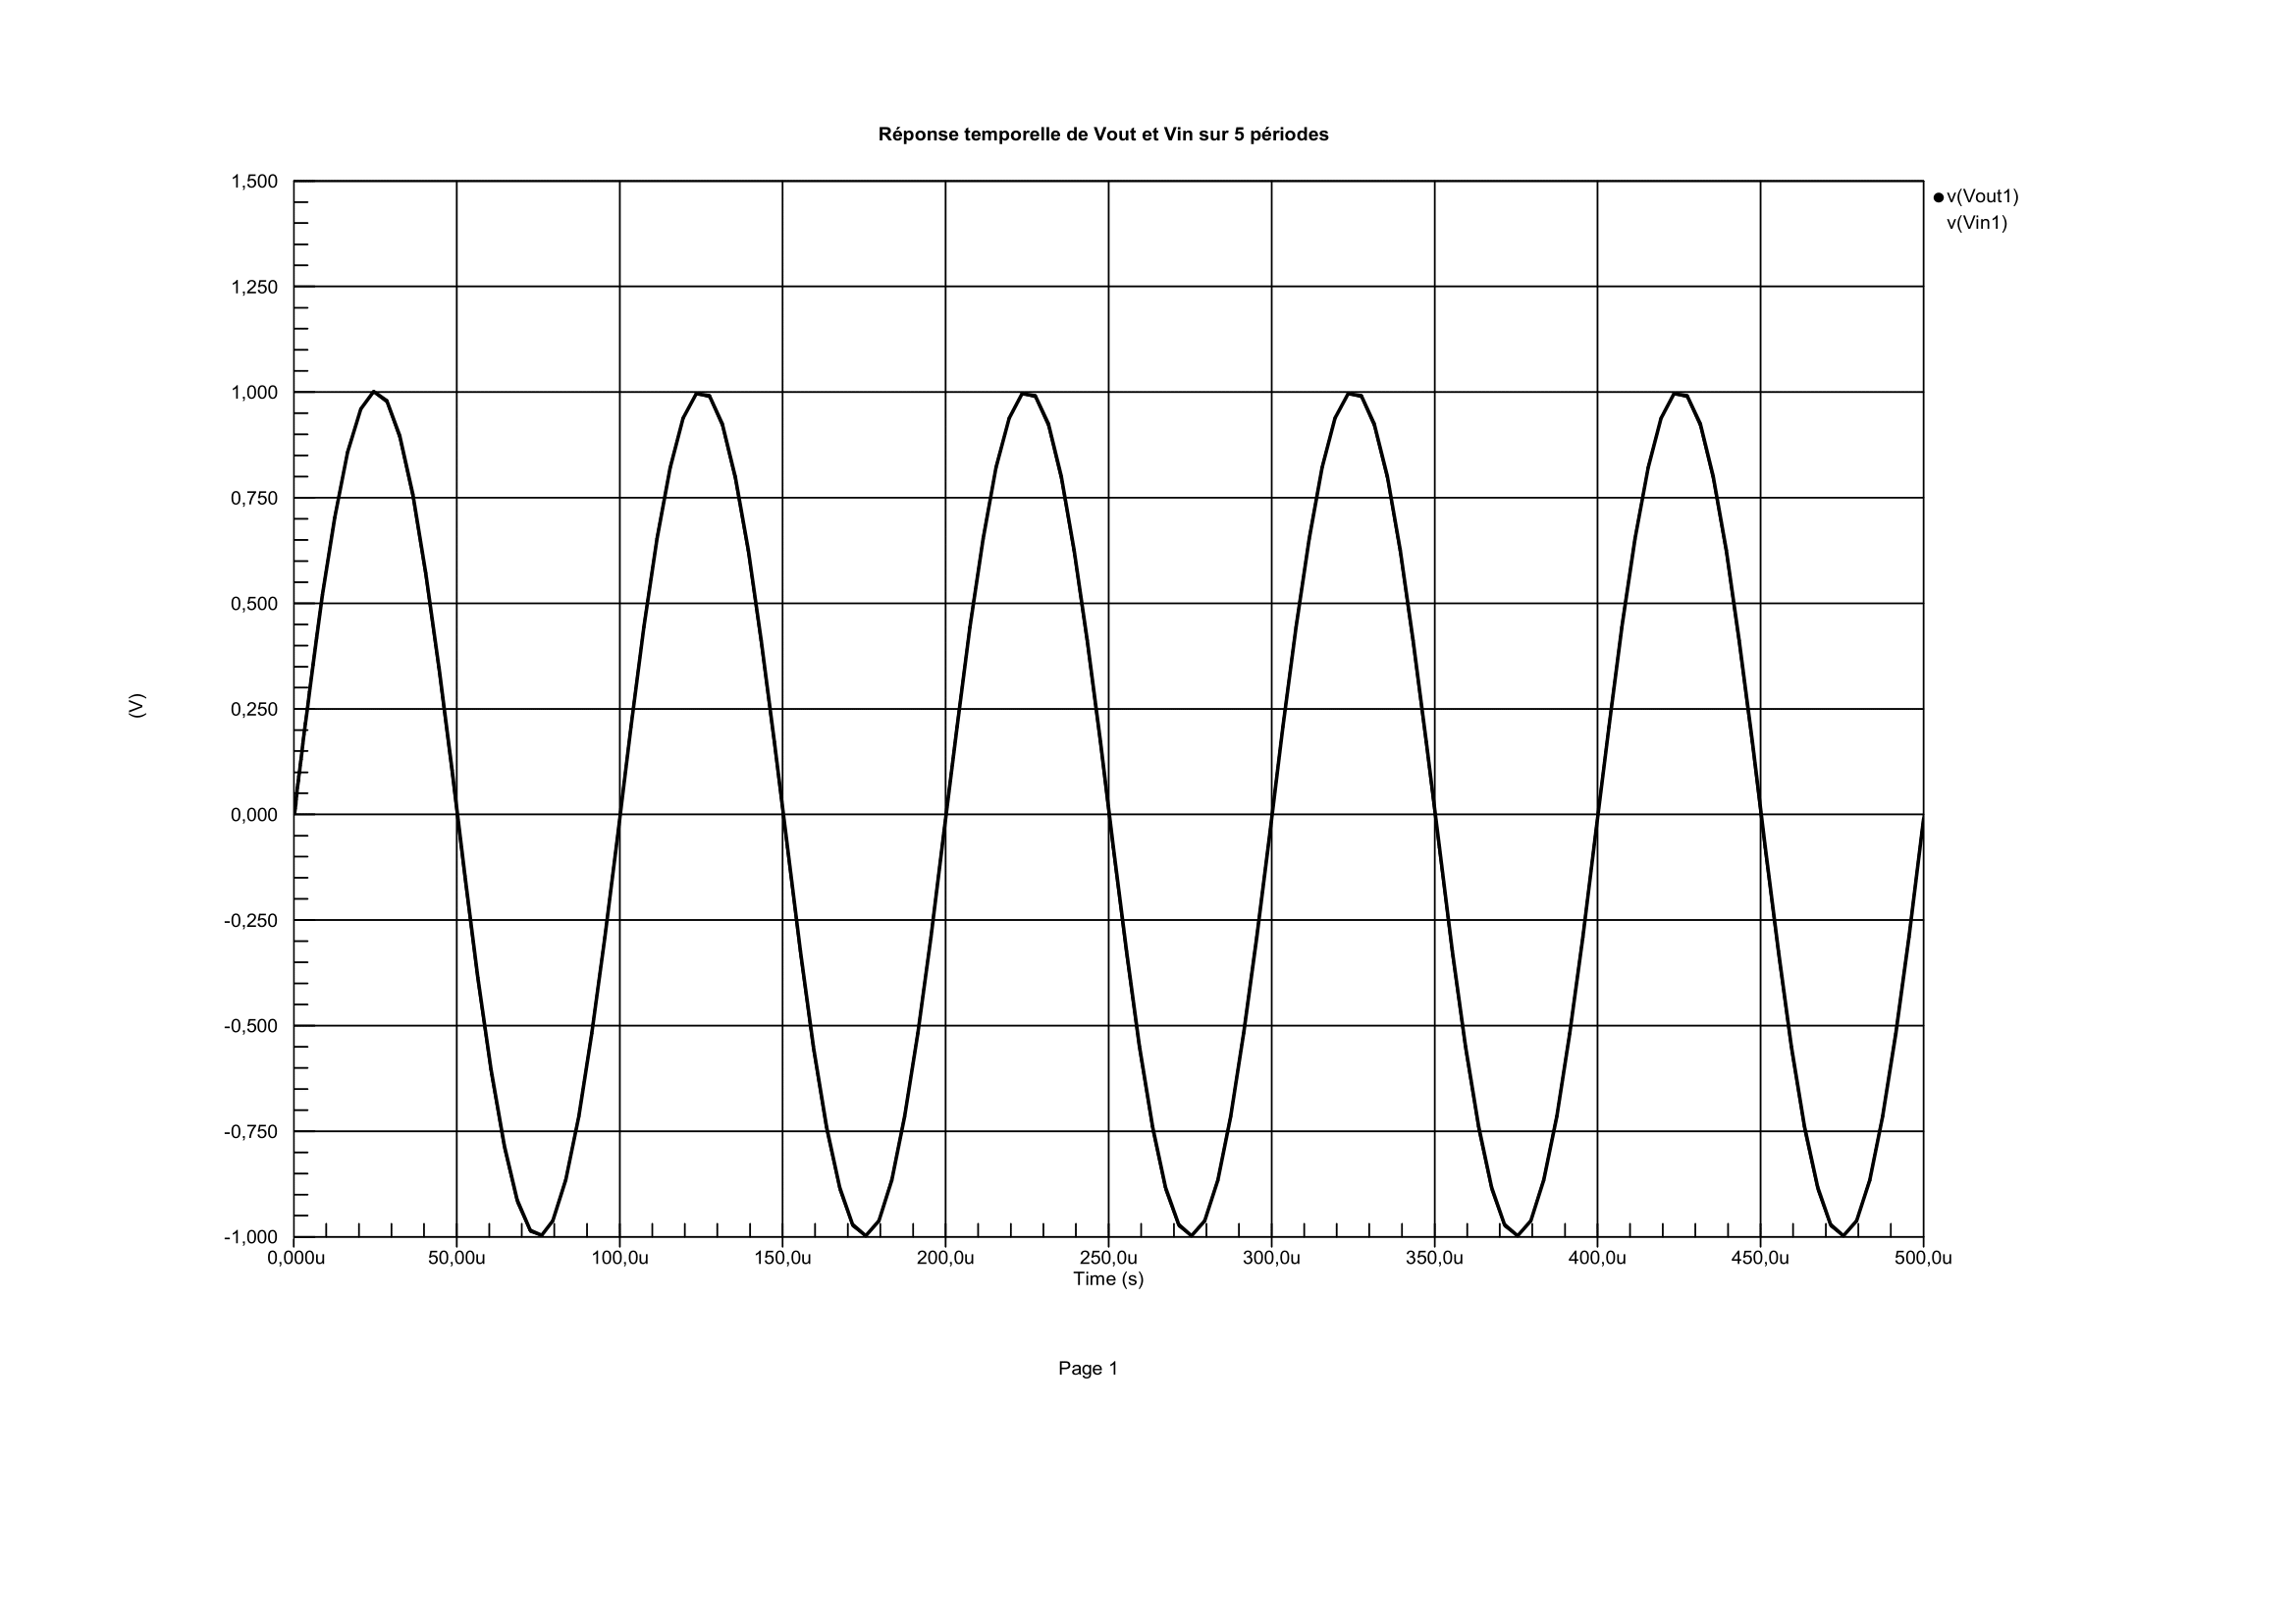 Réponse temporelle de Vout et Vin sur 5 périodes
1,500
v(Vout1)
v(Vin1)
1,250
1,000
0,750
0,500
0,250
(V)
0,000
-0,250
-0,500
-0,750
-1,000
0,000u 50,00u 100,0u 150,0u 200,0u 250,0u 300,0u 350,0u 400,0u 450,0u 500,0u
Time (s)
Page 1